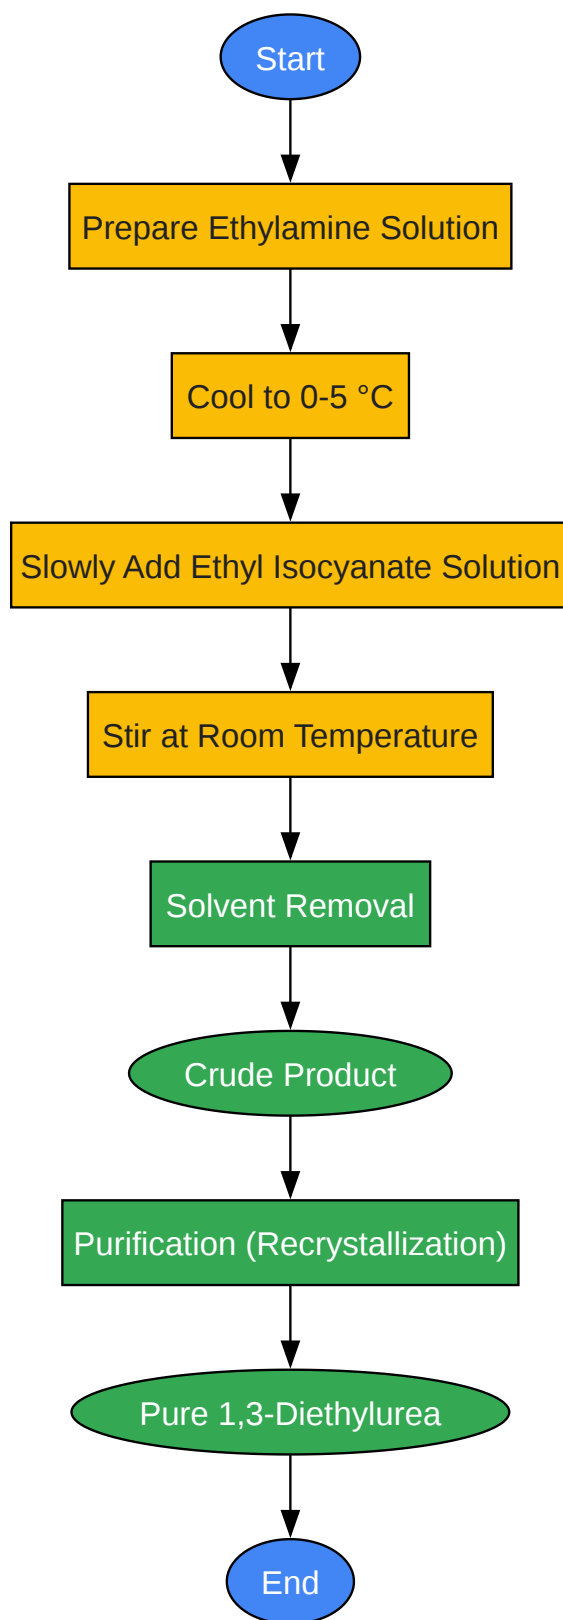 Start
Prepare Ethylamine Solution
Cool to 0-5 °C
Slowly Add Ethyl Isocyanate Solution
Stir at Room Temperature
Solvent Removal
Crude Product
Purification (Recrystallization)
Pure 1,3-Diethylurea
End